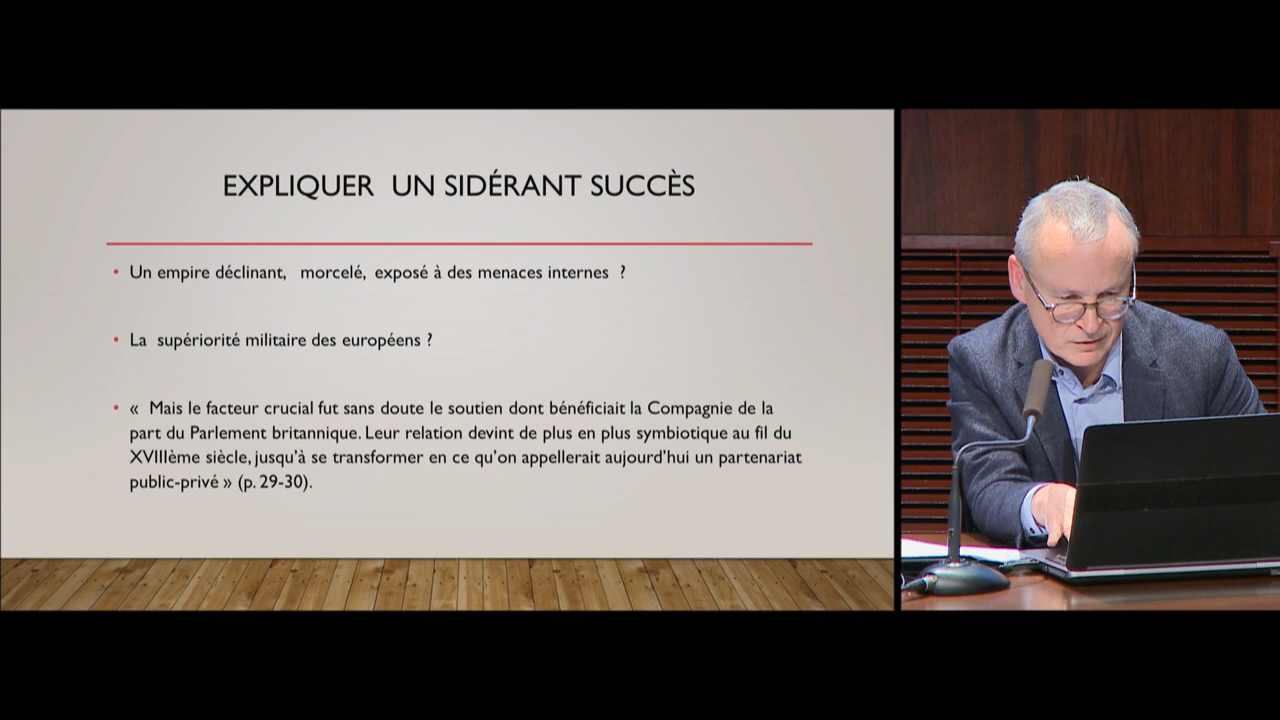 EXPLIQUER UN SIDÉRANT SUCCÈS
• Un empire déclinant, morcelé, exposé à des menaces internes ?
• La supériorité militaire des européens ?
• « Mais le facteur crucial fut sans doute le soutien dont bénéficiait la Compagnie de la
part du Parlement britannique. Leur relation devint de plus en plus symbiotique au fil du
XVIIIème siècle, jusqu'à se transformer en ce qu'on appellerait aujourd'hui un partenariat
public-privé » (p. 29-30).